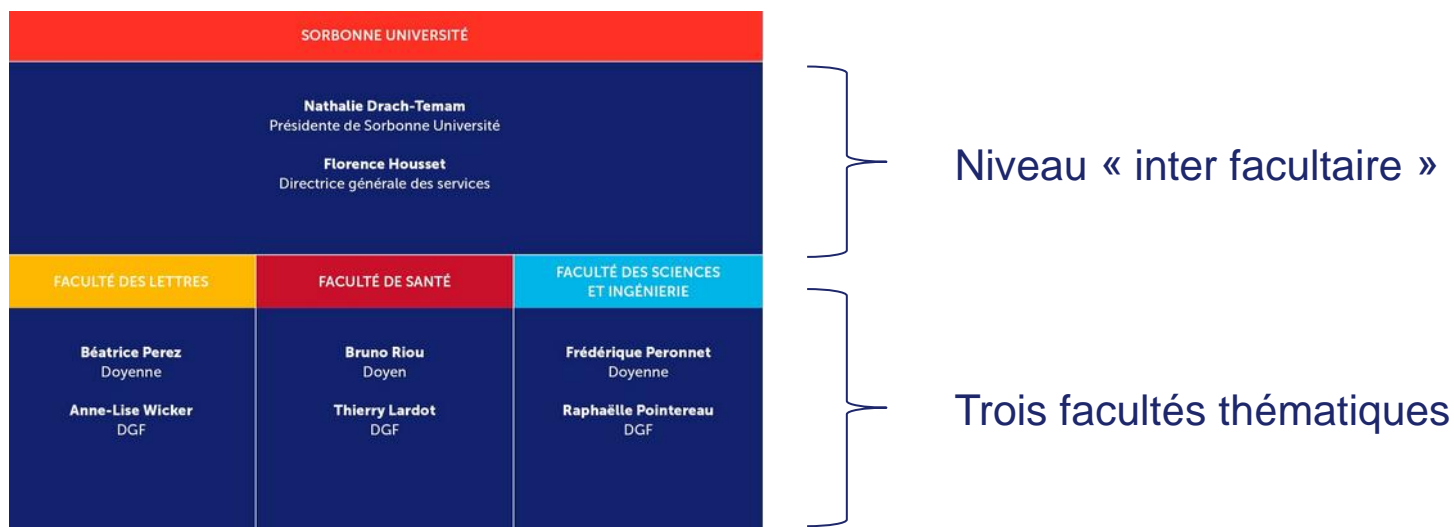 SORBONNE UNIVERSITÉ
Nathalie Drach-Temam
Présidente de Sorbonne Université
Florence Housset
Directrice générale des services
Niveau « inter facultaire »
FACULTÉ DES LETTRES
FACULTÉ DE SANTÉ
FACULTÉ DES SCIENCES
ET INGÉNIERIE
Béatrice Perez
Doyenne
Anne-Lise Wicker
DGF
Bruno Riou
Doyen
Thierry Lardot
DGF
Frédérique Peronnet
Doyenne
Raphaëlle Pointereau
DGF
Trois facultés thématiques